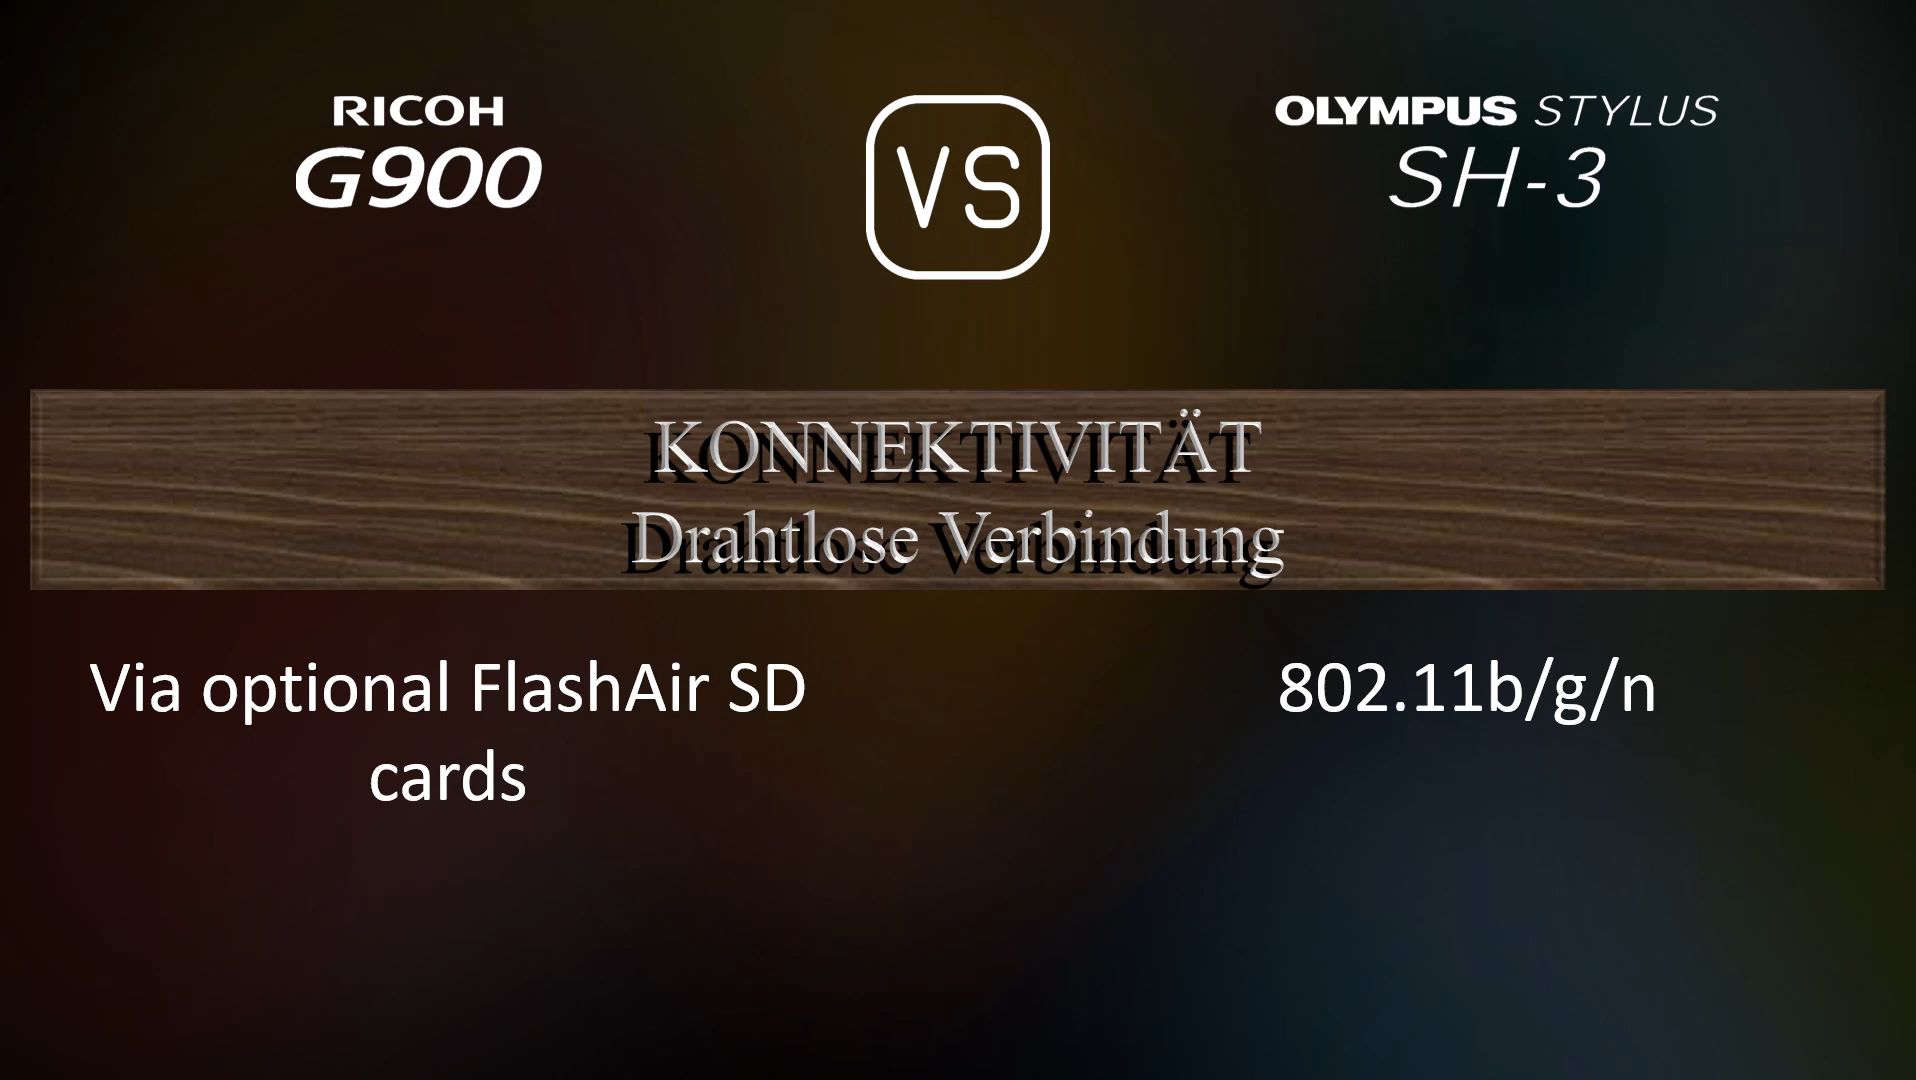 RICOH
G900
VS
OLYMPUS STYLUS
SH-3
KONNEKTIVITÄT
Drahtlose Verbindung
Via optional FlashAir SD
cards
802.11b/g/n